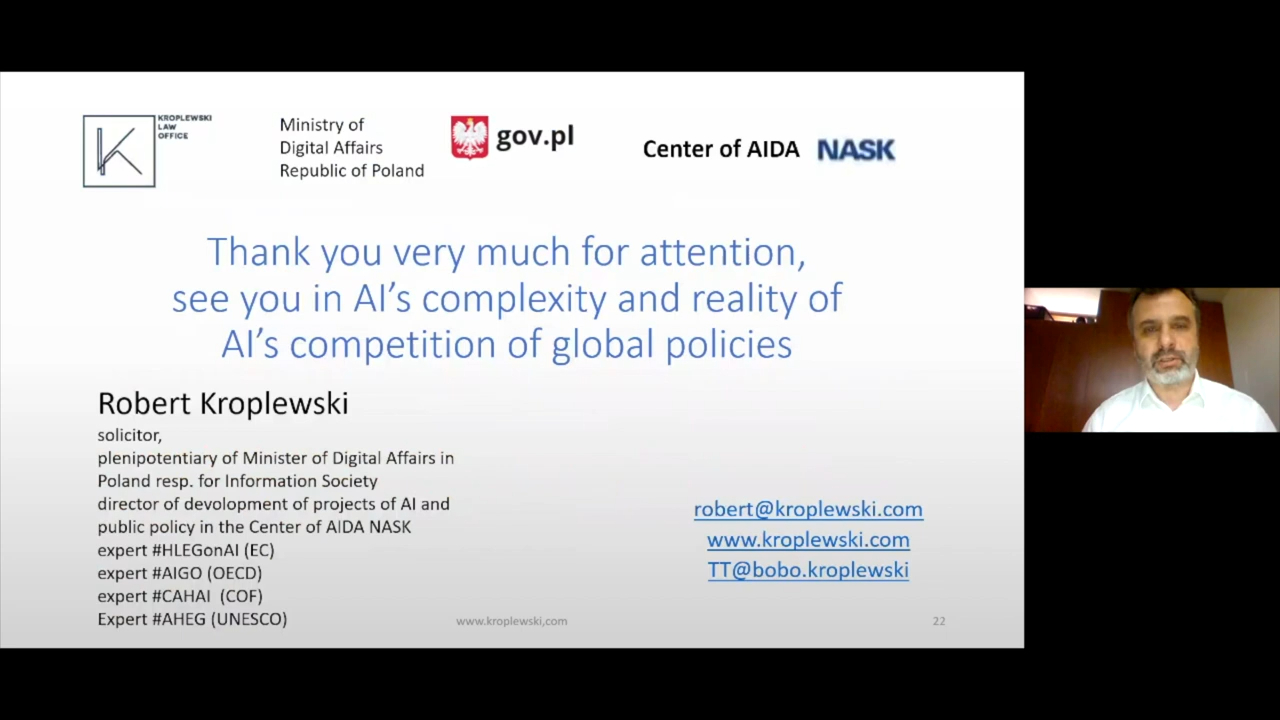 KROPLEWSKI
LAW
OFFICE
Ministry of
Digital Affairs
Republic of Poland
gov.pl
Center of AIDA NASK
Thank you very much for attention,
see you in AI's complexity and reality of
AI's competition of global policies
Robert Kroplewski
solicitor,
plenipotentiary of Minister of Digital Affairs in
Poland resp. for Information Society
director of devolopment of projects of AI and
public policy in the Center of AIDA NASK
expert #HLEGonAI (EC)
expert #AIGO (OECD)
expert #CAHAI (COF)
Expert #AHEG (UNESCO)
robert@kroplewski.com
www.kroplewski.com
TT@bobo.kroplewski
www.kroplewski,com
22